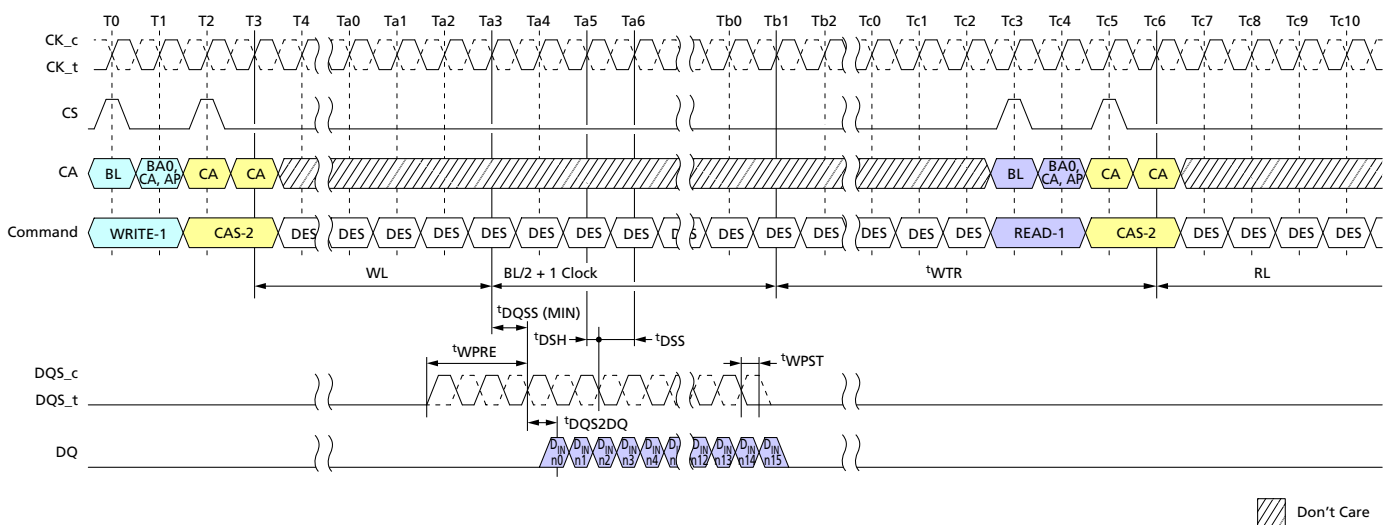 T0 T1 T2 T3 T4 Ta0 Ta1 Ta2 Ta3 Ta4 Ta5 Ta6 Tb0 Tb1 Tb2 Tc0 Tc1 Tc2 Tc3 Tc4 Tc5 Tc6 Tc7 Tc8 Tc9 Tc10
CK_c
CK_t
CS
CA BL BA0, CA, AP CA CA BL BA0, CA, AP CA CA
Command WRITE-1 CAS-2 DES DES DES DES DES DES DES DES DES DES DES DES DES DES READ-1 CAS-2 DES DES DES DES
WL BL/2 + 1 Clock tWTR RL
tDQSS (MIN)
tDSH tDSS
tWPRE tWPST
DQS_c
DQS_t
tDQS2DQ
DQ DIN n0 DIN n1 DIN n2 DIN n3 DIN n4 DIN n12 DIN n13 DIN n14 DIN n15
Don't Care